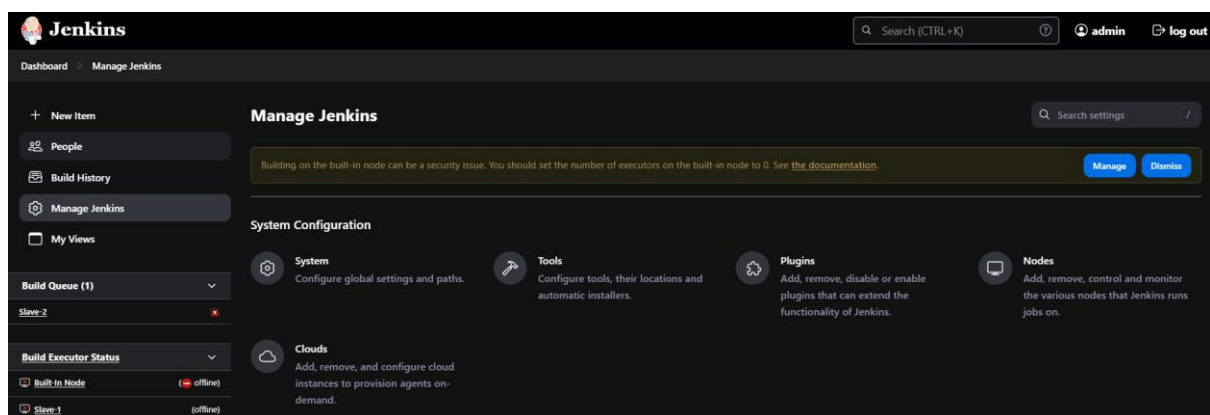 Jenkins
Search (CTRL+K)
admin
log out
Dashboard
Manage Jenkins
New Item
People
Build History
Manage Jenkins
My Views
Build Queue (1)
Slave-2
Build Executor Status
Built-In Node
(offline)
Slave-1
(offline)
Manage Jenkins
Search settings
/
Building on the built-in node can be a security issue. You should set the number of executors on the built-in node to 0. See the documentation.
Manage
Dismiss
System Configuration
System
Configure global settings and paths.
Tools
Configure tools, their locations and
automatic installers.
Plugins
Add, remove, disable or enable
plugins that can extend the
functionality of Jenkins.
Nodes
Add, remove, control and monitor
the various nodes that Jenkins runs
jobs on.
Clouds
Add, remove, and configure cloud
instances to provision agents on-
demand.